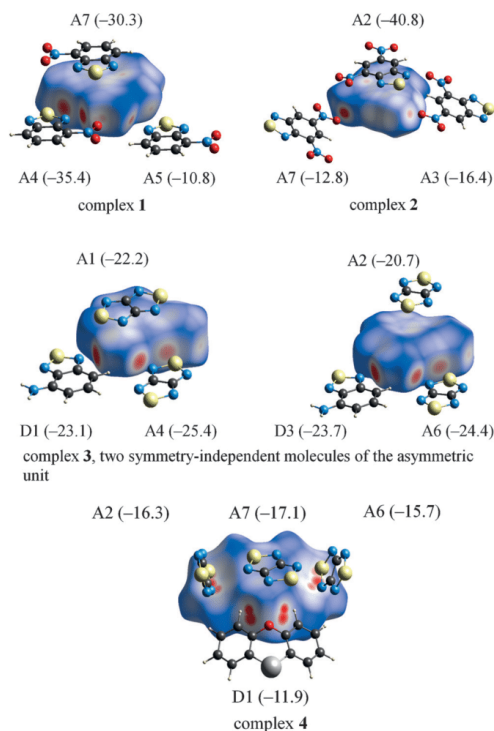 A7 (−30.3)
A2 (−40.8)
A4 (−35.4) A5 (−10.8)
A7 (−12.8) A3 (−16.4)
complex 1
complex 2
A1 (−22.2)
A2 (−20.7)
D1 (−23.1) A4 (−25.4)
D3 (−23.7) A6 (−24.4)
complex 3, two symmetry-independent molecules of the asymmetric
unit
A2 (−16.3) A7 (−17.1) A6 (−15.7)
D1 (−11.9)
complex 4